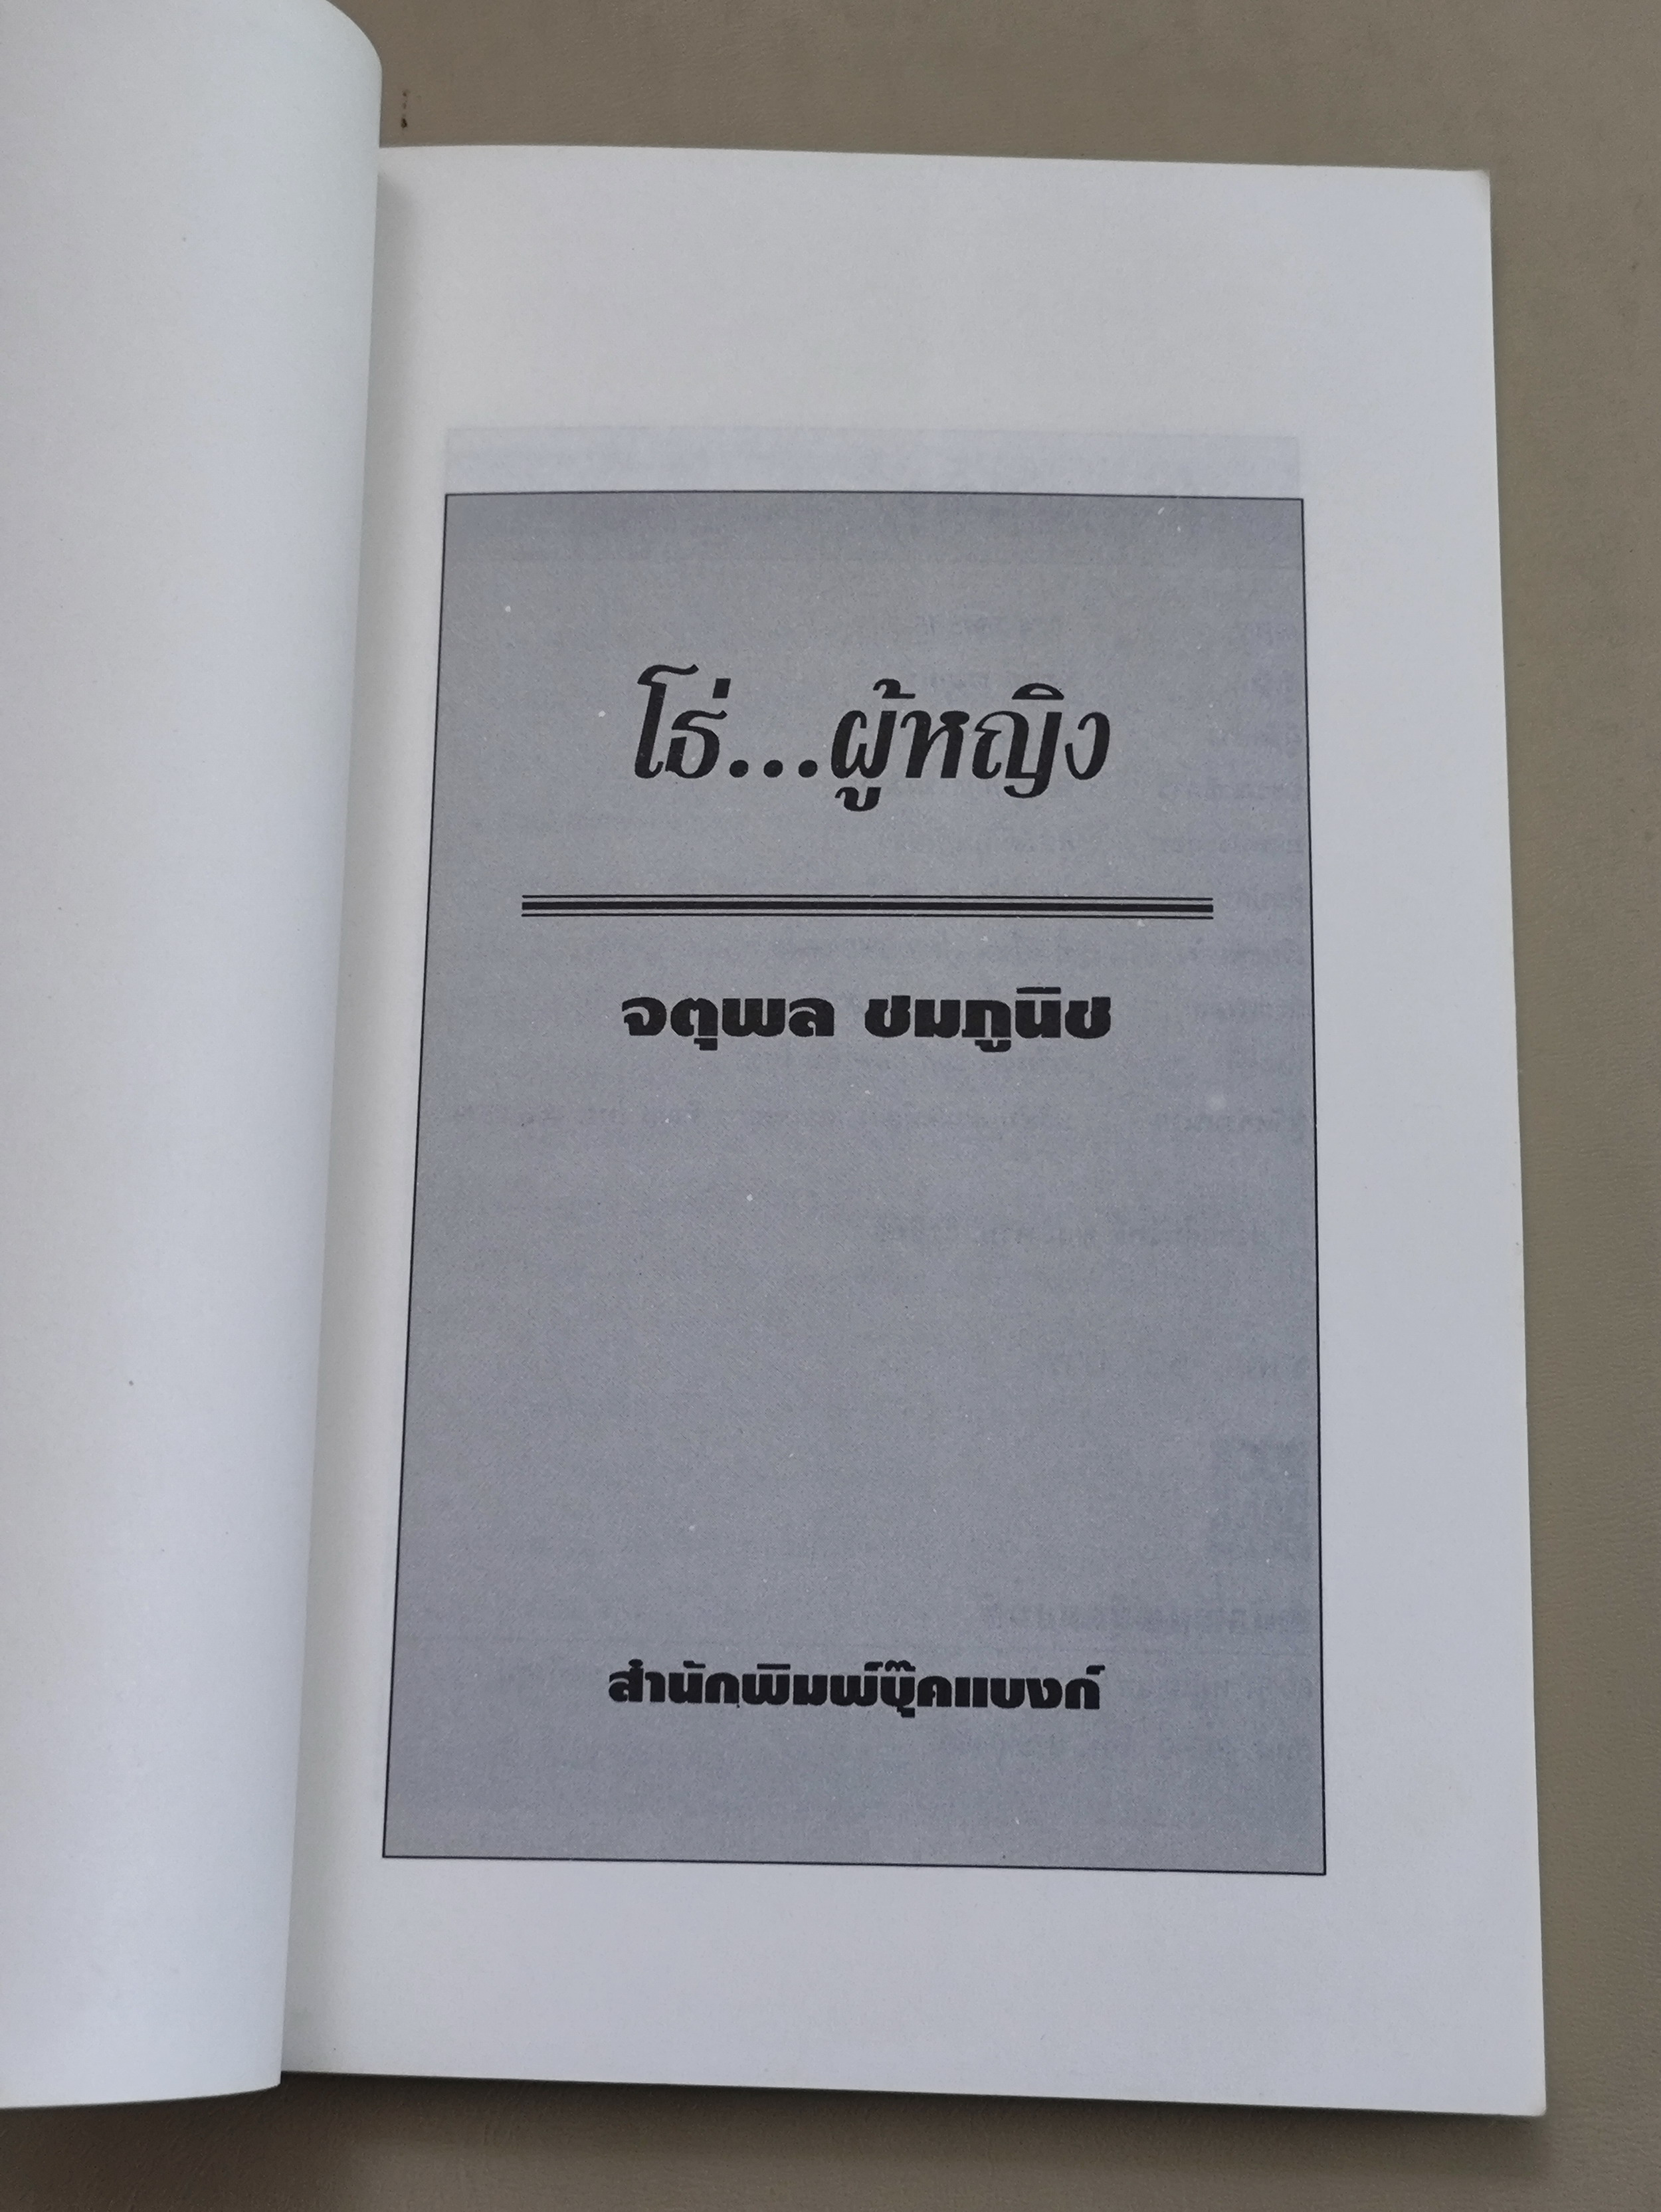 โธ่...ผู้หญิง
จตุพล ชมภูนิช
สำนักพิมพ์บุ๊คแบงก์